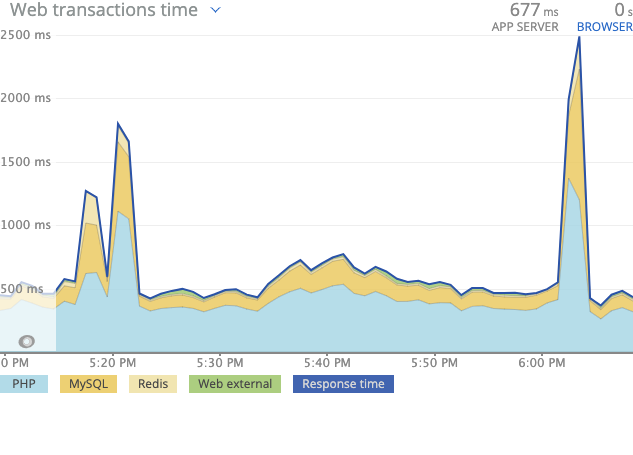 Web transactions time
677 ms
APP SERVER
0 s
BROWSER
2500 ms
2000 ms
1500 ms
1000 ms
500 ms
0 PM
5:20 PM
5:30 PM
5:40 PM
5:50 PM
6:00 PM
PHP
MySQL
Redis
Web external
Response time